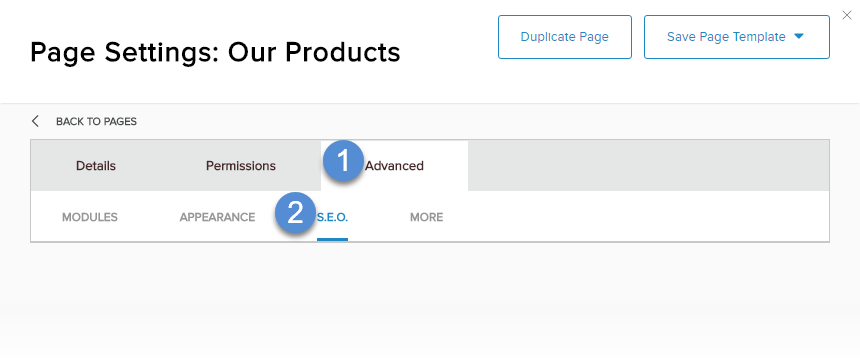 Page Settings: Our Products
Duplicate Page
Save Page Template
BACK TO PAGES
Details Permissions 1 Advanced
MODULES APPEARANCE 2 S.E.O. MORE